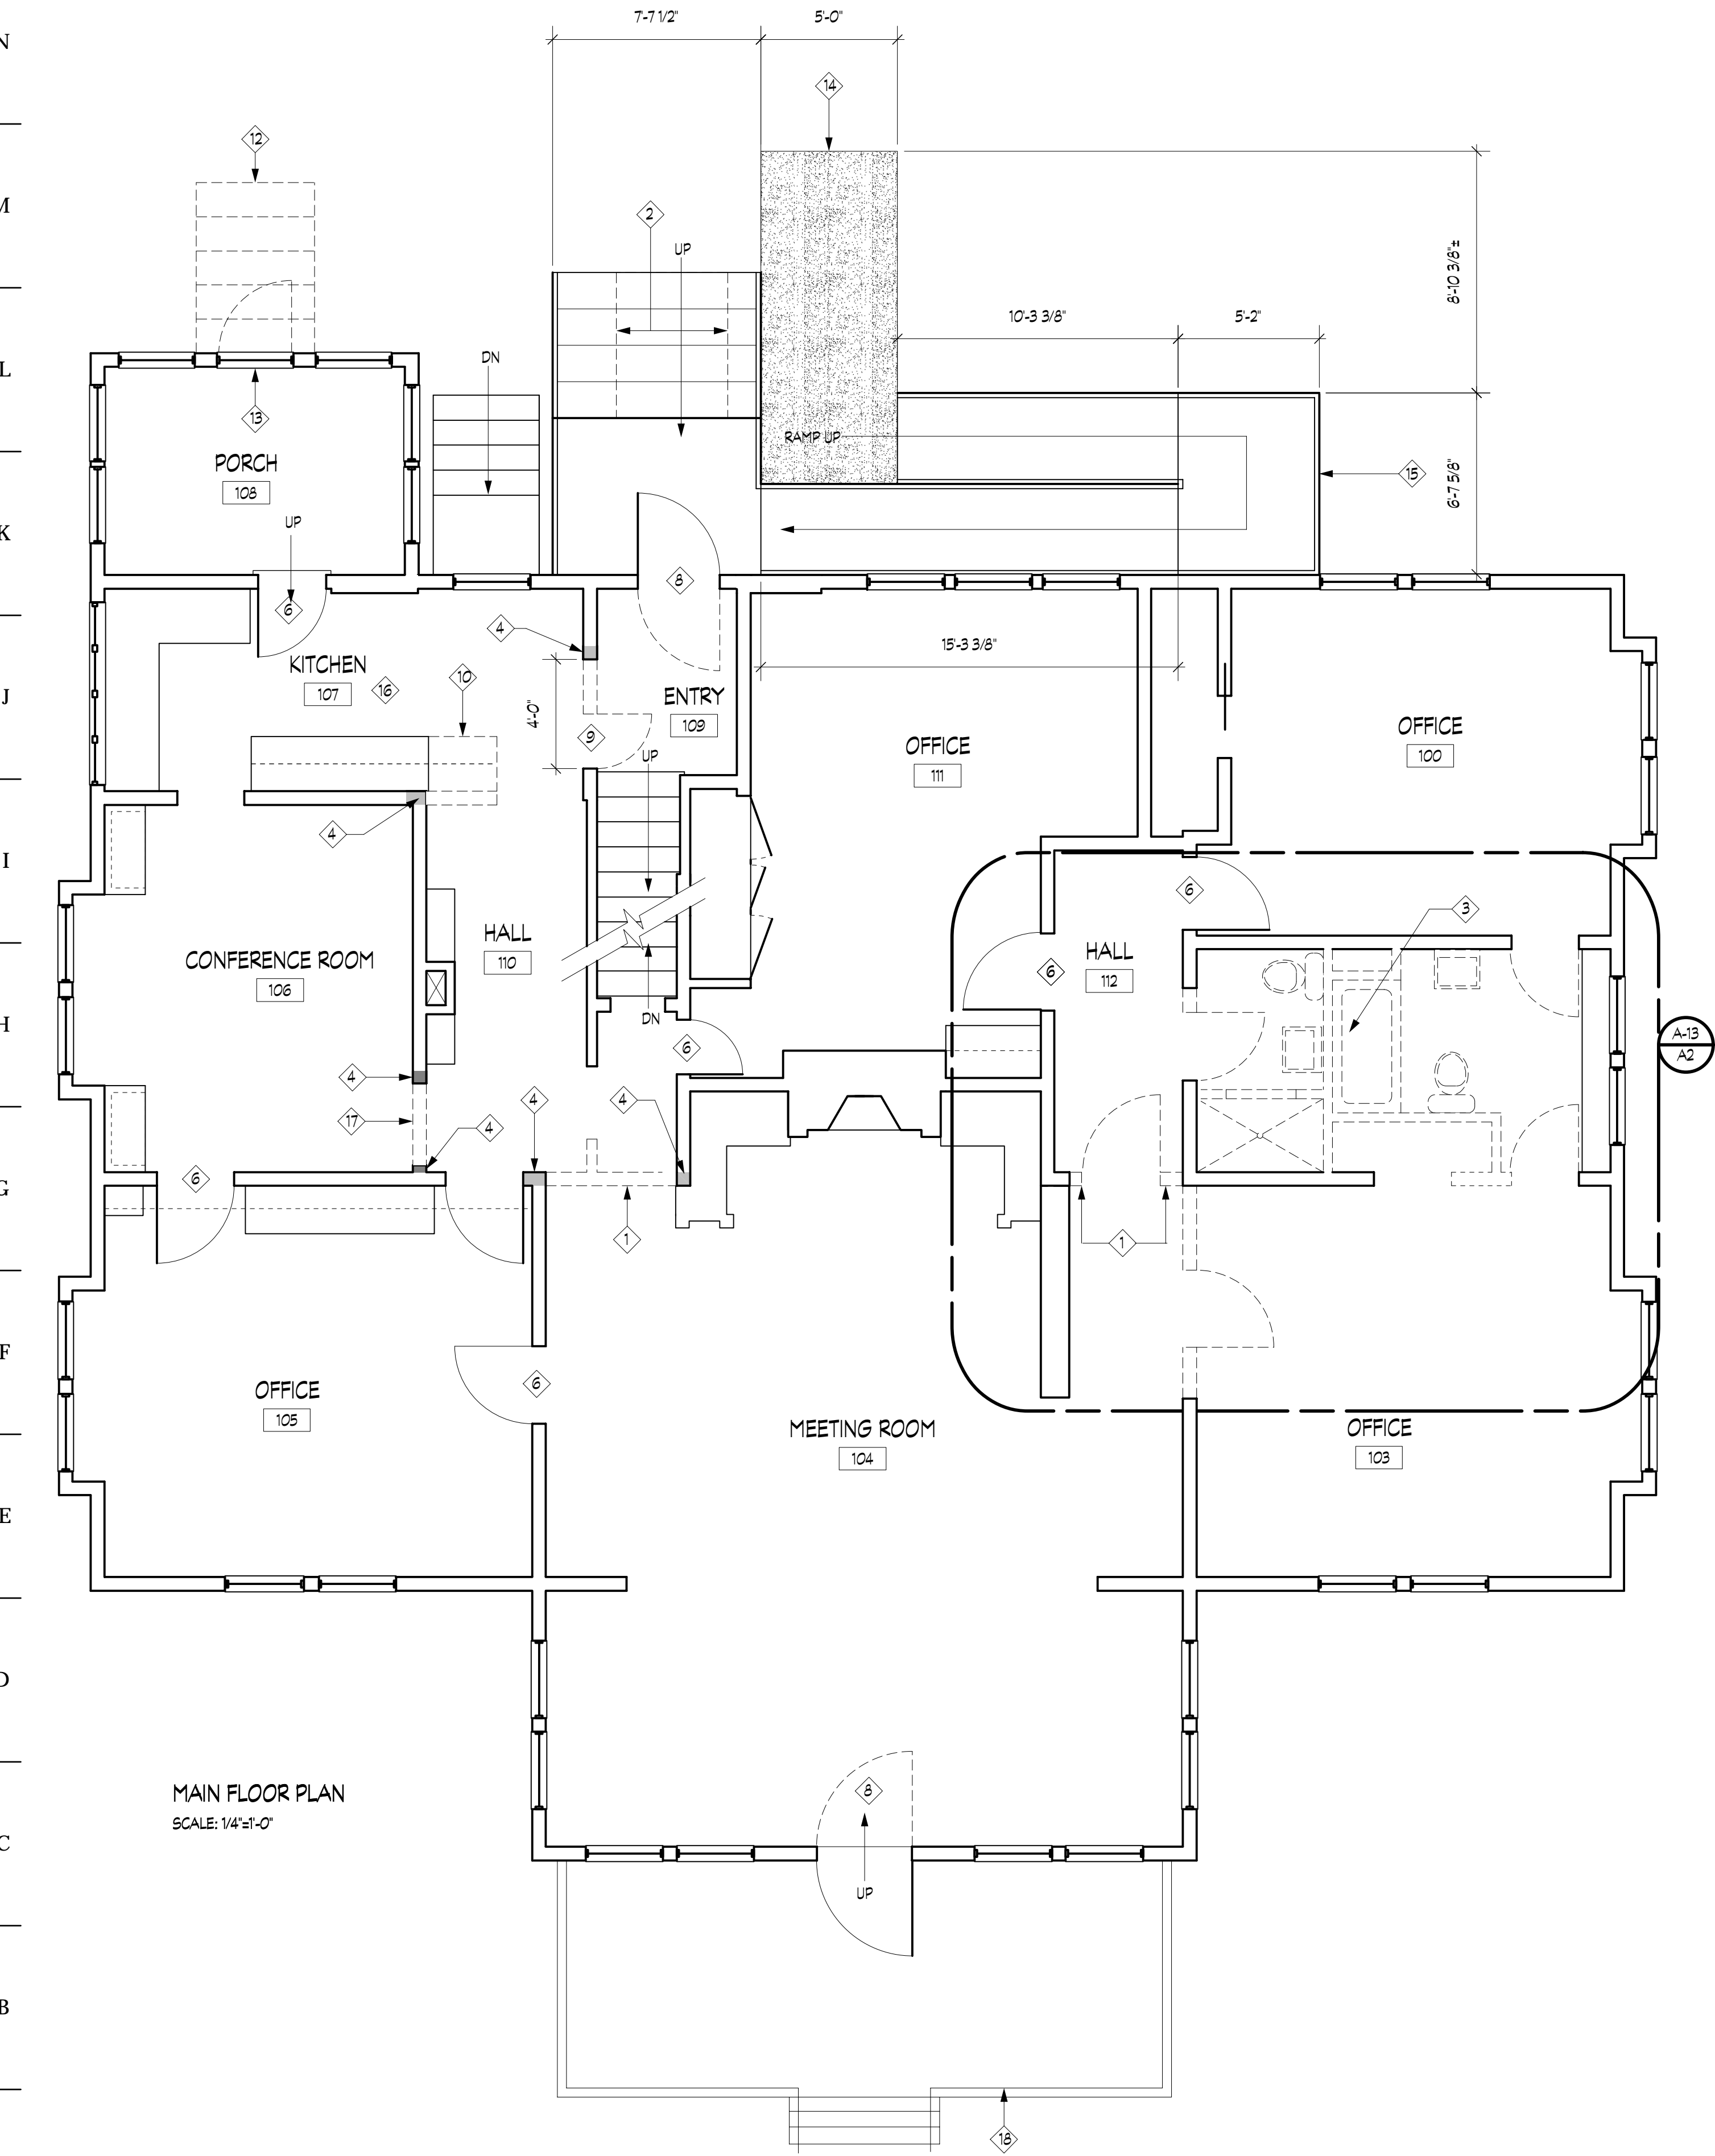 7'-7 1/2"
5'-0"
N
14
12
M
2
UP
8'-10 3/8"±
10'-3 3/8"
5'-2"
L
DN
13
RAMP UP
PORCH
108
15
6'-7 5/8"
UP
K
8
6
4
15'-3 3/8"
KITCHEN
107
16
10
J
ENTRY
109
4'-0"
9
OFFICE
111
OFFICE
100
UP
4
I
6
3
HALL
110
HALL
112
CONFERENCE ROOM
106
6
DN
H
A-13
A2
6
4
4
4
17
4
6
G
1
1
F
6
OFFICE
105
MEETING ROOM
104
OFFICE
103
E
D
MAIN FLOOR PLAN
SCALE: 1/4"=1'-0"
8
C
UP
B
18